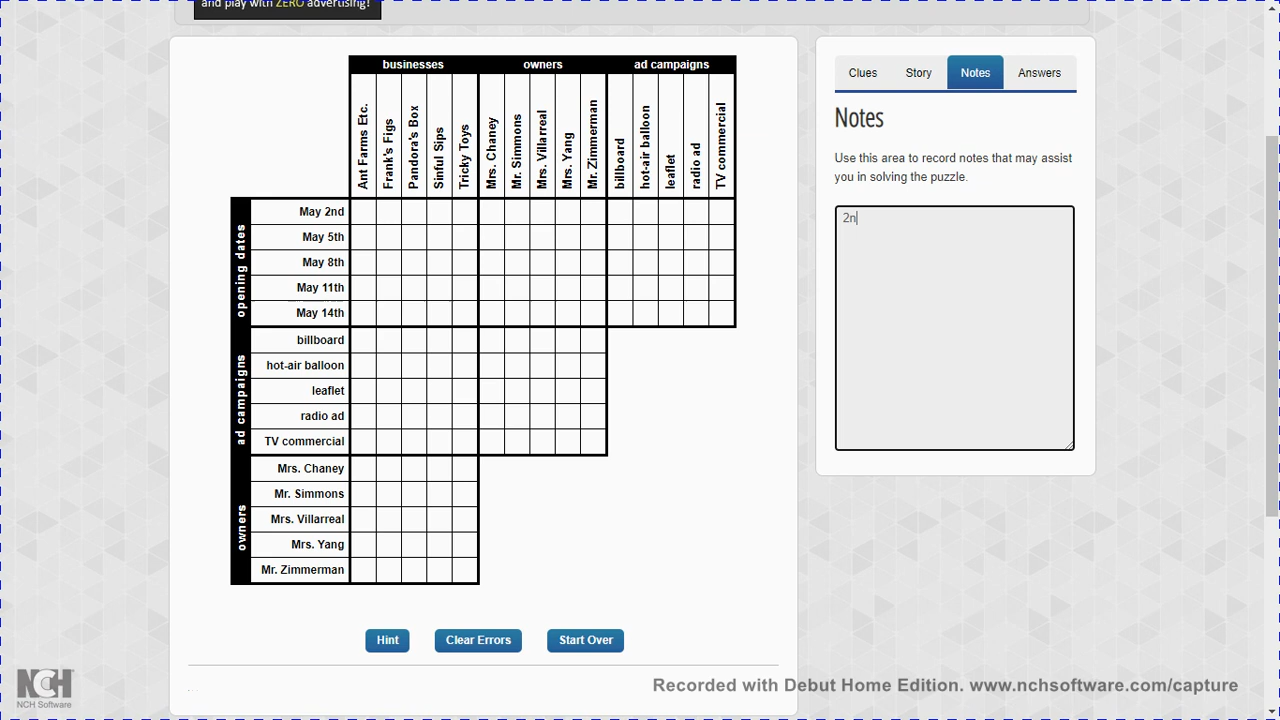 and play with ZERO advertising!
businesses owners ad campaigns
Ant Farms Etc.
Frank's Figs
Pandora's Box
Sinful Sips
Tricky Toys
Mrs. Chaney
Mr. Simmons
Mrs. Villarreal
Mrs. Yang
Mr. Zimmerman
billboard
hot-air balloon
leaflet
radio ad
TV commercial
opening dates
May 2nd
May 5th
May 8th
May 11th
May 14th
ad campaigns
billboard
hot-air balloon
leaflet
radio ad
TV commercial
owners
Mrs. Chaney
Mr. Simmons
Mrs. Villarreal
Mrs. Yang
Mr. Zimmerman
Hint Clear Errors Start Over
Clues Story Notes Answers
Notes
Use this area to record notes that may assist
you in solving the puzzle.
2n
NCH
NCH Software
Recorded with Debut Home Edition. www.nchsoftware.com/capture